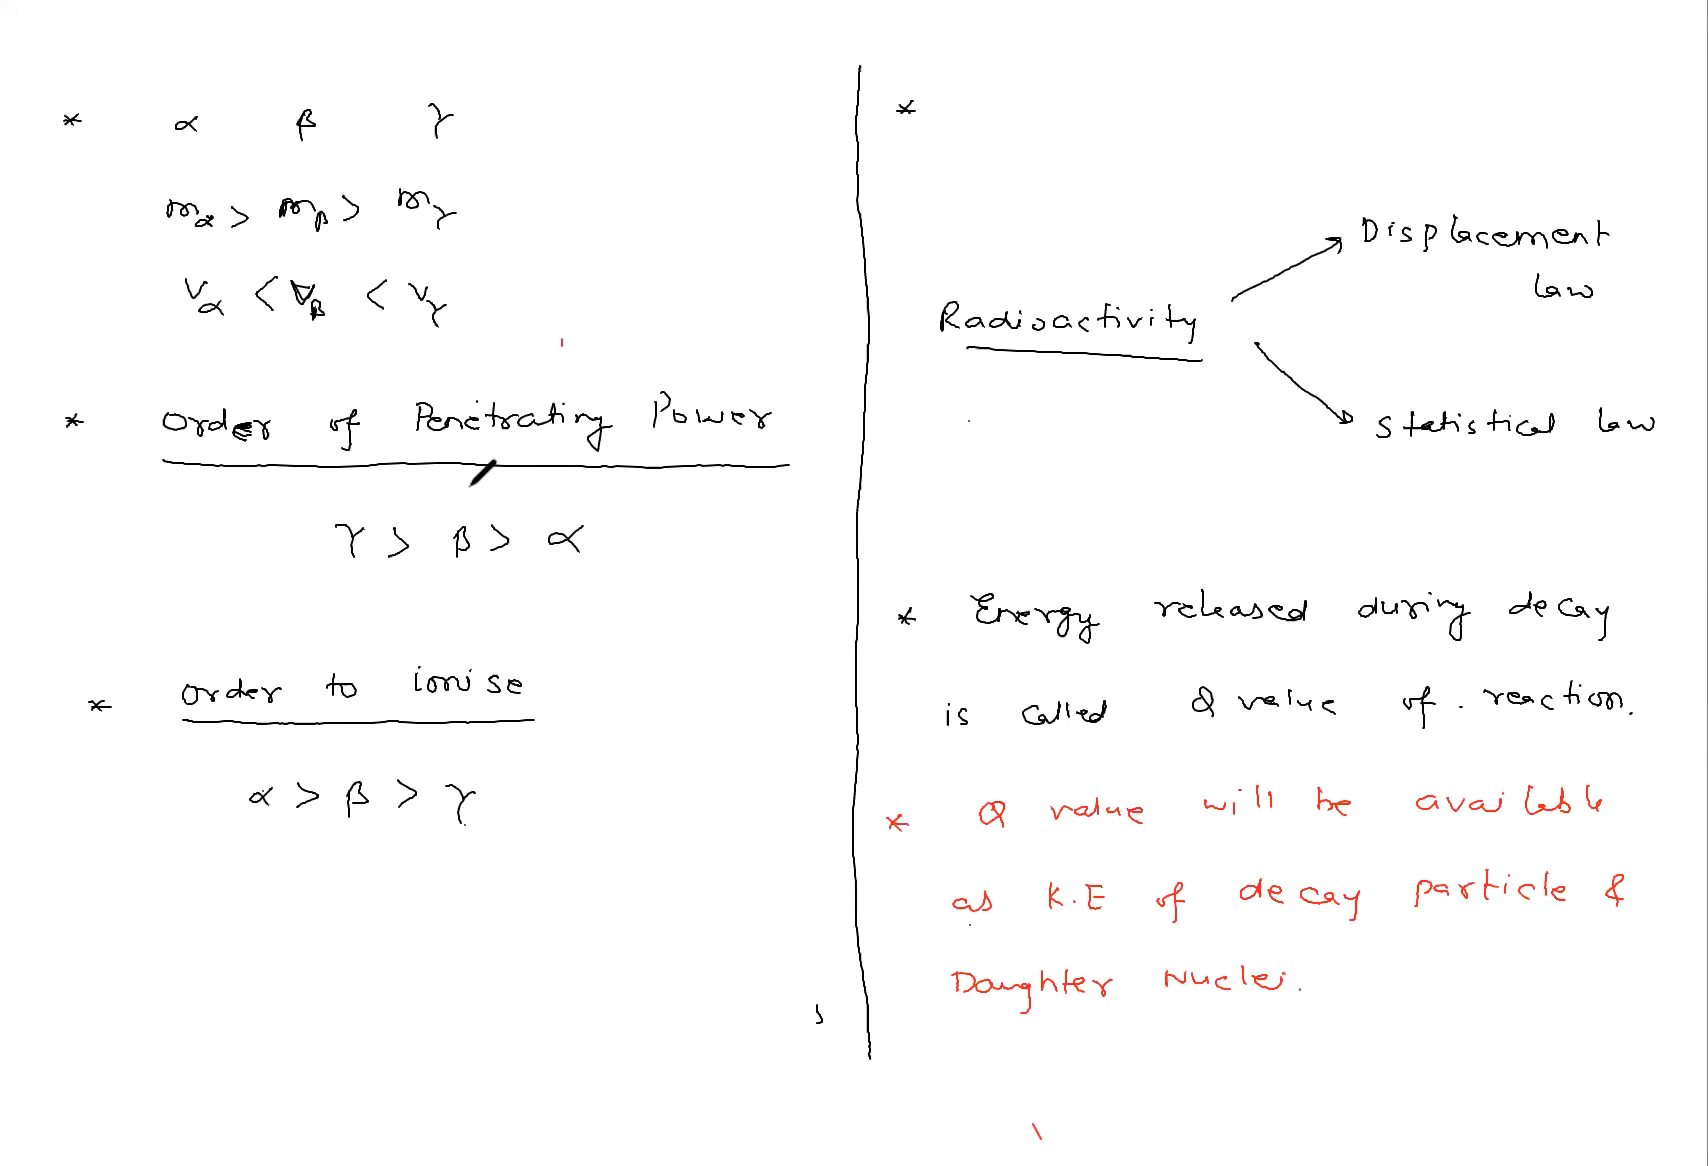 * α β γ
mα > mβ > mγ
vα < vβ < vγ
* Order of Penetrating Power
γ > β > α
* order to ionise
α > β > γ
*
Radioactivity
Displacement
law
Statistical law
* Energy released during decay
is called Q value of reaction.
* Q value will be available
as K.E of decay particle &
Daughter Nuclei.